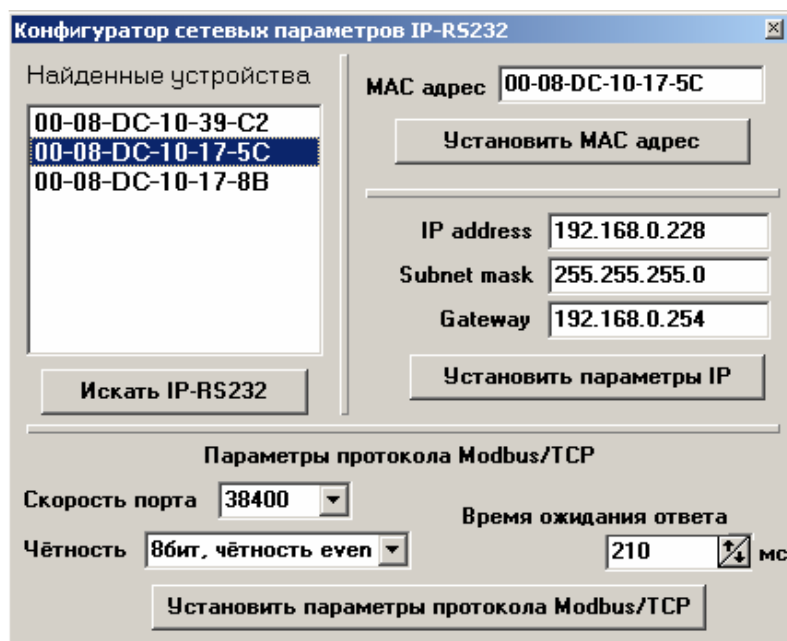 Конфигуратор сетевых параметров IP-RS232
Найденные устройства
00-08-DC-10-39-C2
00-08-DC-10-17-5C
00-08-DC-10-17-8B
Искать IP-RS232
MAC адрес 00-08-DC-10-17-5C
Установить MAC адрес
IP address 192.168.0.228
Subnet mask 255.255.255.0
Gateway 192.168.0.254
Установить параметры IP
Параметры протокола Modbus/TCP
Скорость порта 38400
Чётность 8бит, чётность even
Время ожидания ответа
210 мс
Установить параметры протокола Modbus/TCP